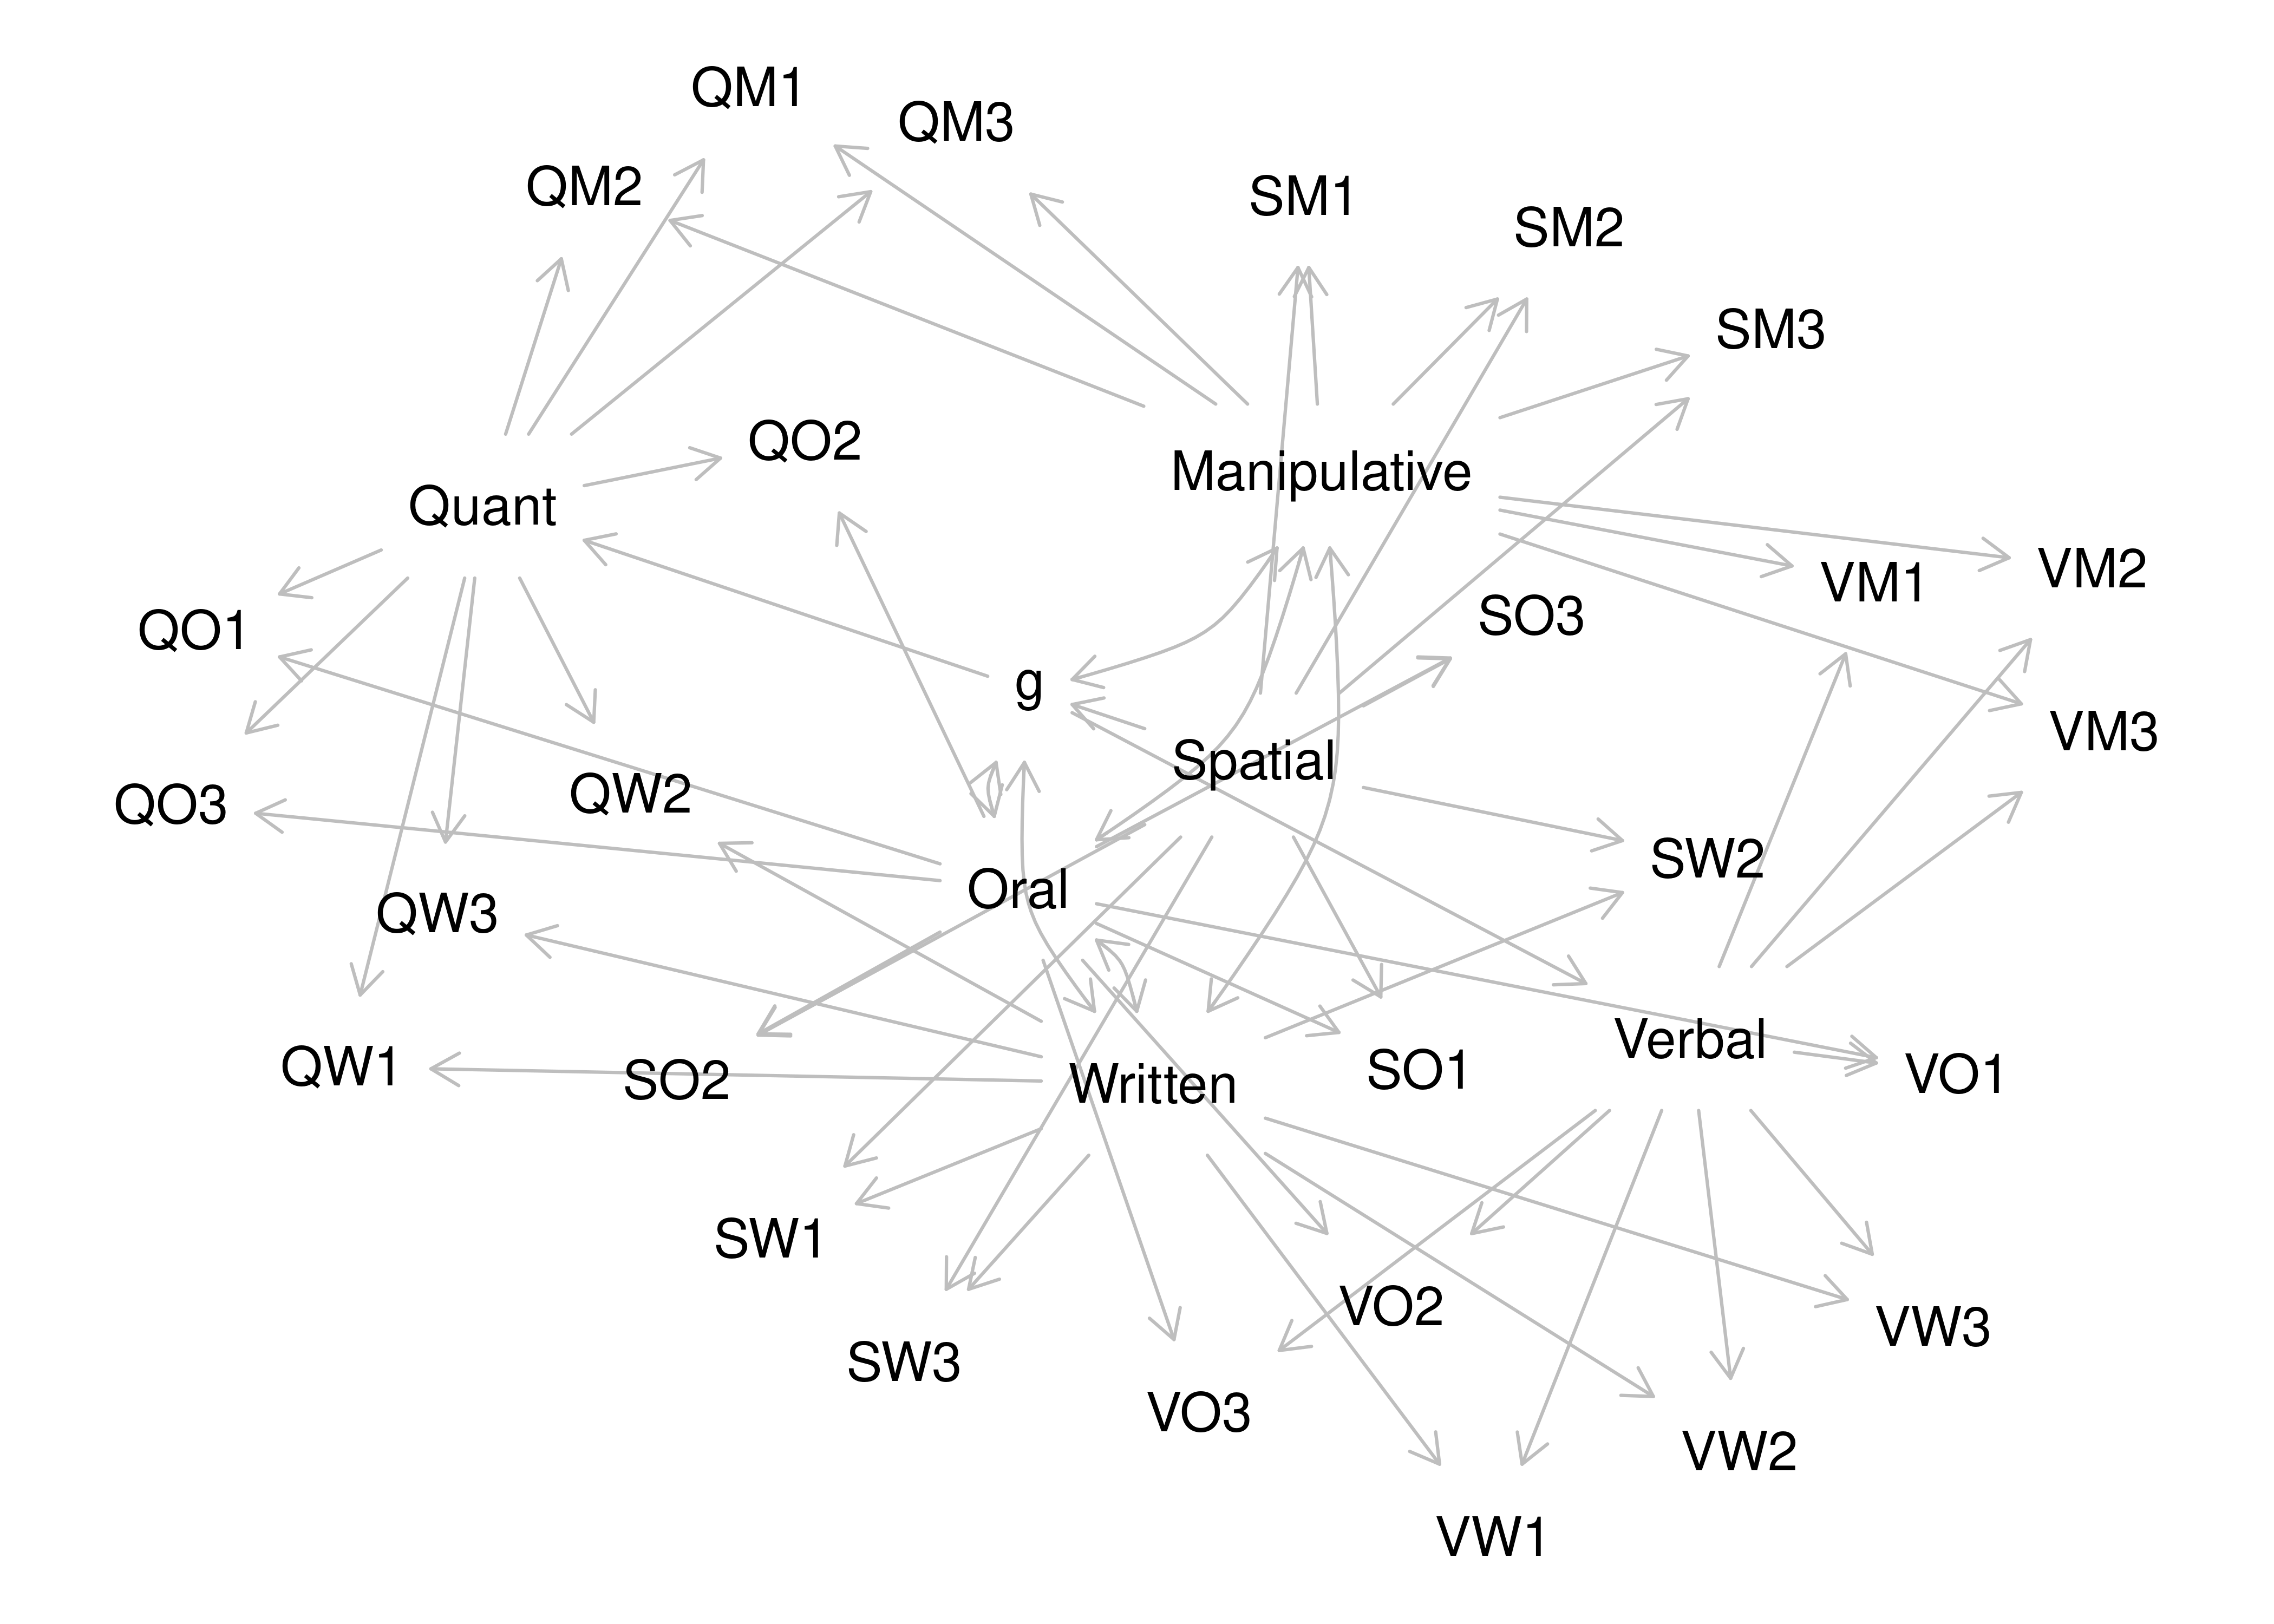 QM1
QM3
QM2
SM1
SM2
SM3
QO2
Manipulative
Quant
VM2
VM1
SO3
QO1
g
VM3
Spatial
QW2
QO3
SW2
Oral
QW3
Verbal
QW1
SO2
Written
SO1
VO1
SW1
VO2
VW3
SW3
VO3
VW2
VW1